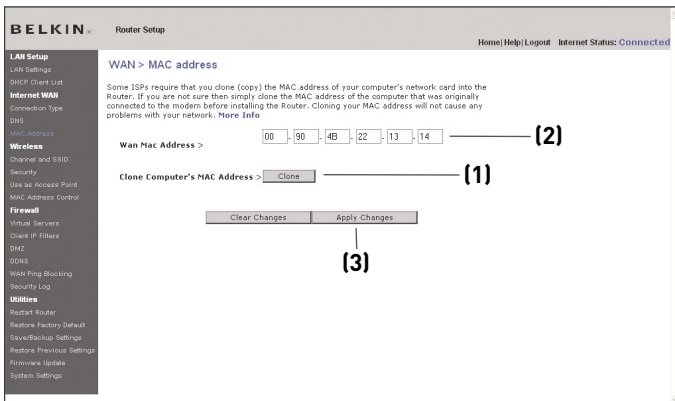 BELKIN®
Router Setup
Home|Help|Logout Internet Status: Connected
LAN Setup
LAN Settings
DHCP Client List
Internet WAN
Connection Type
DNS
MAC Address
Wireless
Channel and SSID
Security
Use as Access Point
MAC Address Control
Firewall
Virtual Servers
Client IP Filters
DMZ
DDNS
WAN Ping Blocking
Security Log
Utilities
Restart Router
Restore Factory Default
Save/Backup Settings
Restore Previous Settings
Firmware Update
System Settings
WAN > MAC address
Some ISPs require that you clone (copy) the MAC address of your computer's network card into the
Router. If you are not sure then simply clone the MAC address of the computer that was originally
connected to the modem before installing the Router. Cloning your MAC address will not cause any
problems with your network. More Info
Wan Mac Address > 00 . 90 . 4B . 22 . 13 . 14 (2)
Clone Computer's MAC Address > Clone (1)
Clear Changes Apply Changes
(3)